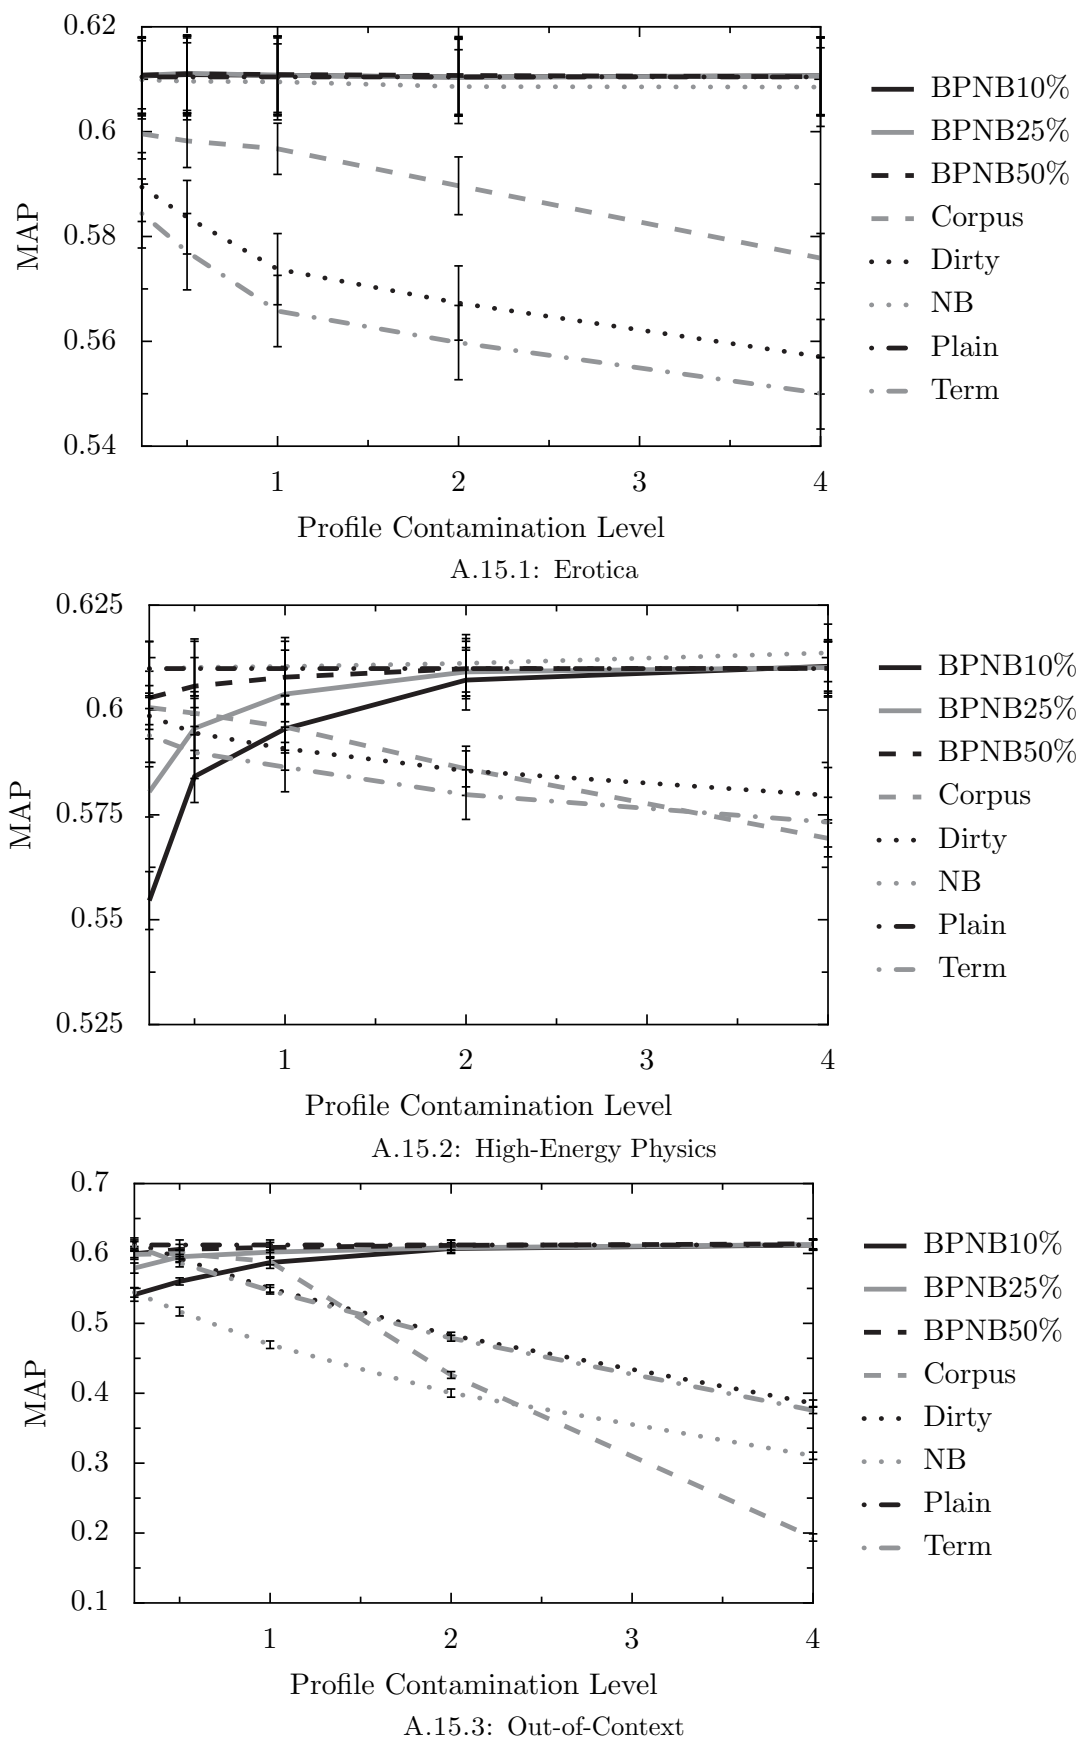 0.62
0.6
0.58
0.56
0.54
MAP
1 2 3 4
Profile Contamination Level
BPNB10%
BPNB25%
BPNB50%
Corpus
Dirty
NB
Plain
Term
A.15.1: Erotica
0.625
0.6
0.575
0.55
0.525
MAP
1 2 3 4
Profile Contamination Level
BPNB10%
BPNB25%
BPNB50%
Corpus
Dirty
NB
Plain
Term
A.15.2: High-Energy Physics
0.7
0.6
0.5
0.4
0.3
0.2
0.1
MAP
1 2 3 4
Profile Contamination Level
BPNB10%
BPNB25%
BPNB50%
Corpus
Dirty
NB
Plain
Term
A.15.3: Out-of-Context